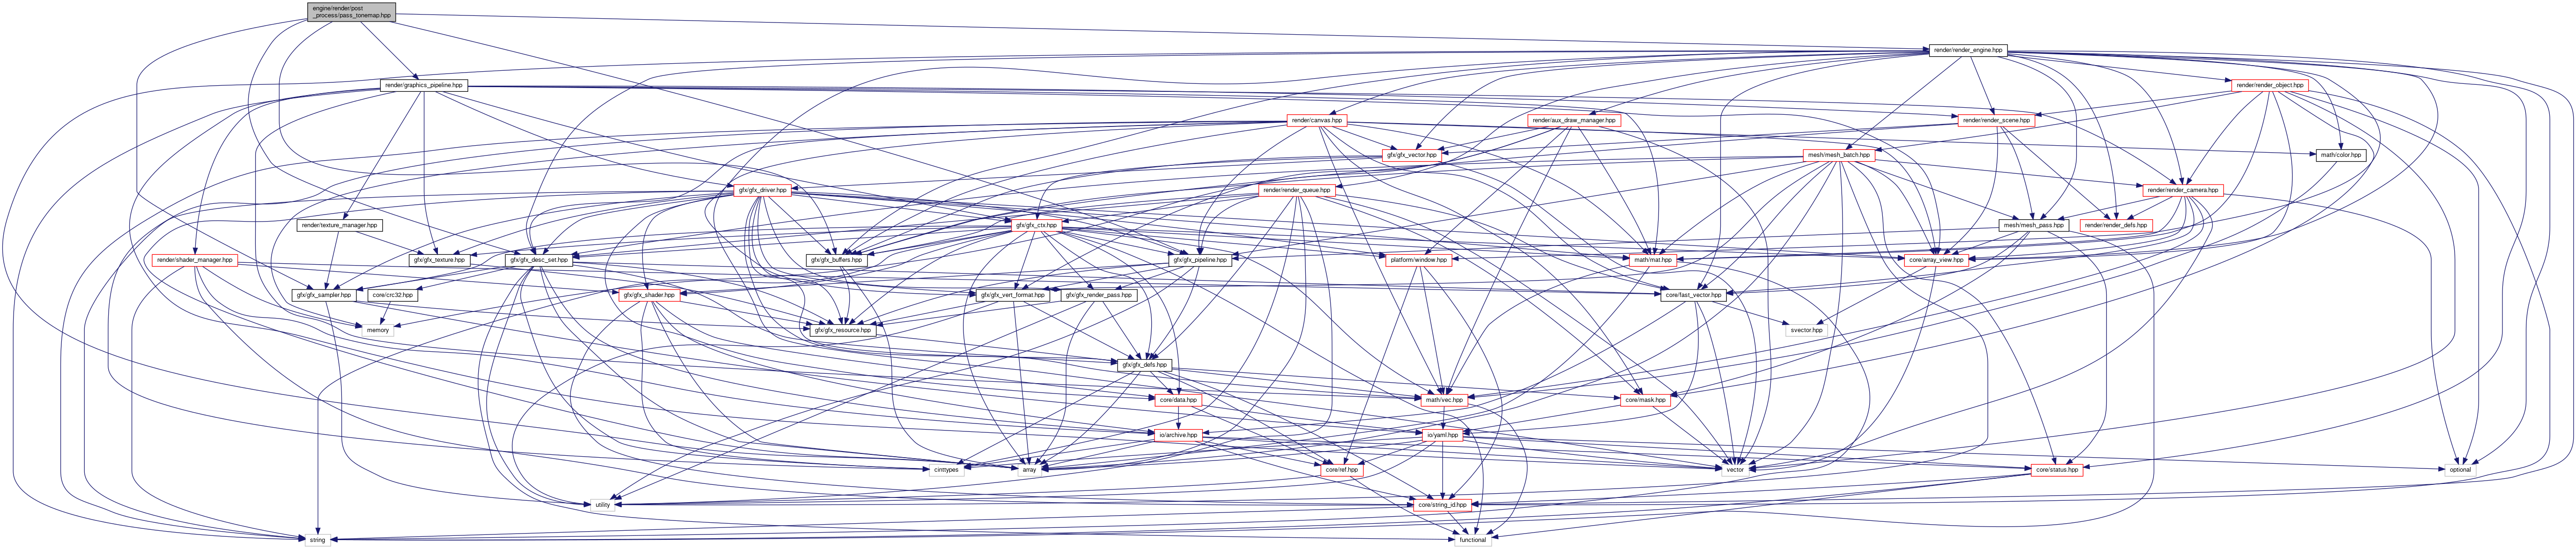 engine/render/post
_process/pass_tonemap.hpp
render/render_engine.hpp
render/graphics_pipeline.hpp
render/render_object.hpp
render/canvas.hpp
render/aux_draw_manager.hpp
render/render_scene.hpp
gfx/gfx_vector.hpp
mesh/mesh_batch.hpp
math/color.hpp
gfx/gfx_driver.hpp
render/render_queue.hpp
render/render_camera.hpp
render/texture_manager.hpp
gfx/gfx_ctx.hpp
mesh/mesh_pass.hpp
render/render_defs.hpp
render/shader_manager.hpp
gfx/gfx_texture.hpp
gfx/gfx_desc_set.hpp
gfx/gfx_buffers.hpp
gfx/gfx_pipeline.hpp
platform/window.hpp
math/mat.hpp
core/array_view.hpp
gfx/gfx_sampler.hpp
core/crc32.hpp
gfx/gfx_shader.hpp
gfx/gfx_vert_format.hpp
gfx/gfx_render_pass.hpp
core/fast_vector.hpp
memory
gfx/gfx_resource.hpp
svector.hpp
gfx/gfx_defs.hpp
core/data.hpp
math/vec.hpp
core/mask.hpp
io/archive.hpp
io/yaml.hpp
cinttypes
array
core/ref.hpp
vector
core/status.hpp
optional
utility
core/string_id.hpp
string
functional